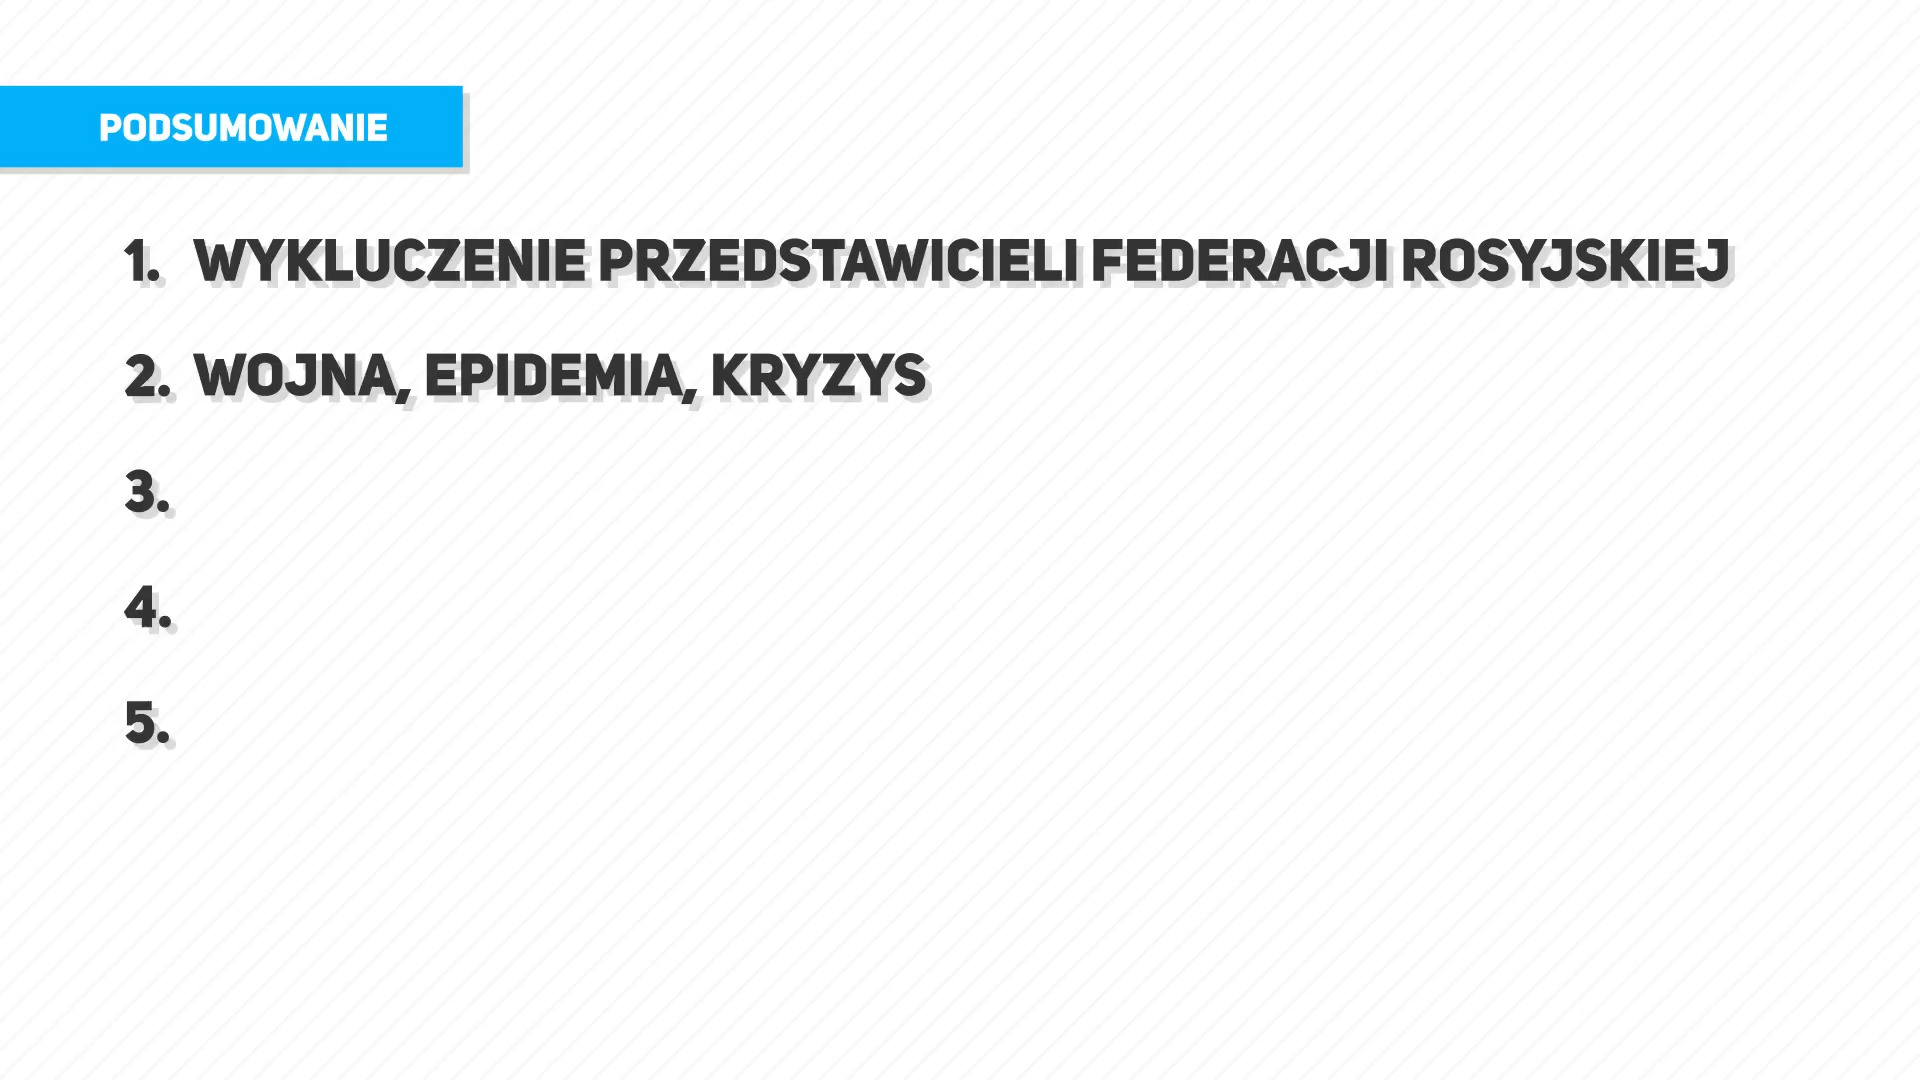 PODSUMOWANIE
1. WYKLUCZENIE PRZEDSTAWICIELI FEDERACJI ROSYJSKIEJ
2. WOJNA, EPIDEMIA, KRYZYS
3.
4.
5.